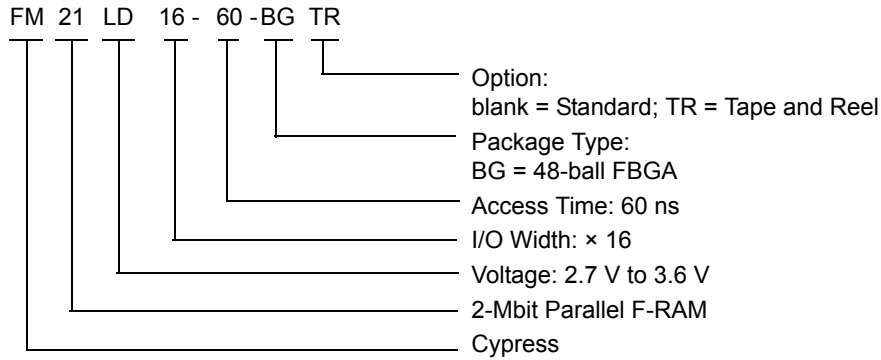 FM 21 LD 16 - 60 - BG TR
Option:
blank = Standard; TR = Tape and Reel
Package Type:
BG = 48-ball FBGA
Access Time: 60 ns
I/O Width: × 16
Voltage: 2.7 V to 3.6 V
2-Mbit Parallel F-RAM
Cypress